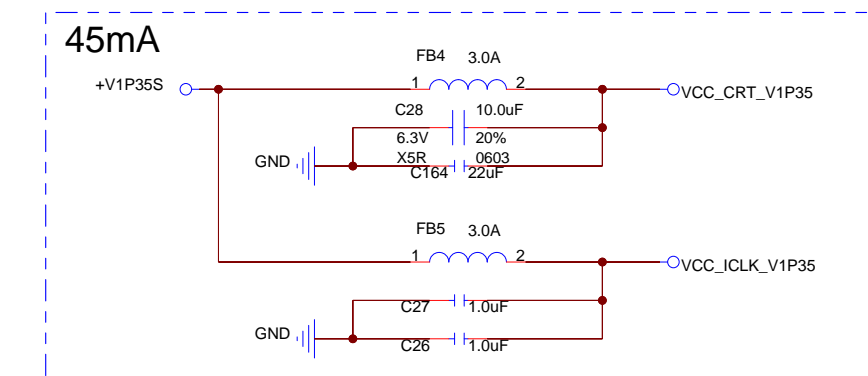 45mA
FB4 3.0A
+V1P35S 1 2 VCC_CRT_V1P35
C28 10.0uF
6.3V 20%
GND X5R 0603
C164 22uF
FB5 3.0A
1 2 VCC_ICLK_V1P35
C27 1.0uF
GND
C26 1.0uF